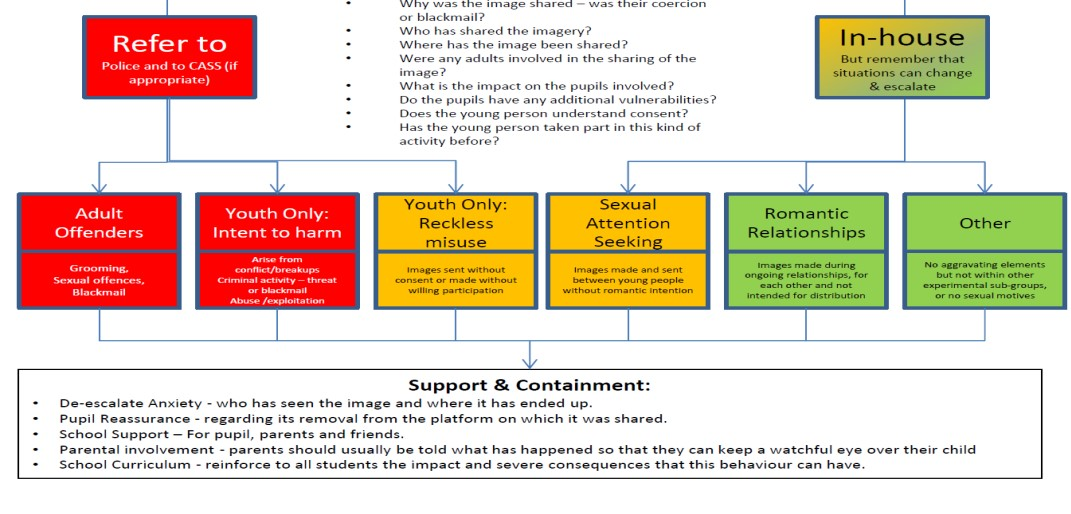 • Why was the image shared – was their coercion
or blackmail?
• Who has shared the imagery?
• Where has the image been shared?
• Were any adults involved in the sharing of the
image?
• What is the impact on the pupils involved?
• Do the pupils have any additional vulnerabilities?
• Does the young person understand consent?
• Has the young person taken part in this kind of
activity before?
Refer to
Police and to CASS (if
appropriate)
In-house
But remember that
situations can change
& escalate
Adult
Offenders
Grooming,
Sexual offences,
Blackmail
Youth Only:
Intent to harm
Arise from
conflict/breakups
Criminal activity – threat
or blackmail
Abuse /exploitation
Youth Only:
Reckless
misuse
Images sent without
consent or made without
willing participation
Sexual
Attention
Seeking
Images made and sent
between young people
without romantic intention
Romantic
Relationships
Images made during
ongoing relationships, for
each other and not
intended for distribution
Other
No aggravating elements
but not within other
experimental sub-groups,
or no sexual motives
Support & Containment:
• De-escalate Anxiety - who has seen the image and where it has ended up.
• Pupil Reassurance - regarding its removal from the platform on which it was shared.
• School Support – For pupil, parents and friends.
• Parental involvement - parents should usually be told what has happened so that they can keep a watchful eye over their child
• School Curriculum - reinforce to all students the impact and severe consequences that this behaviour can have.